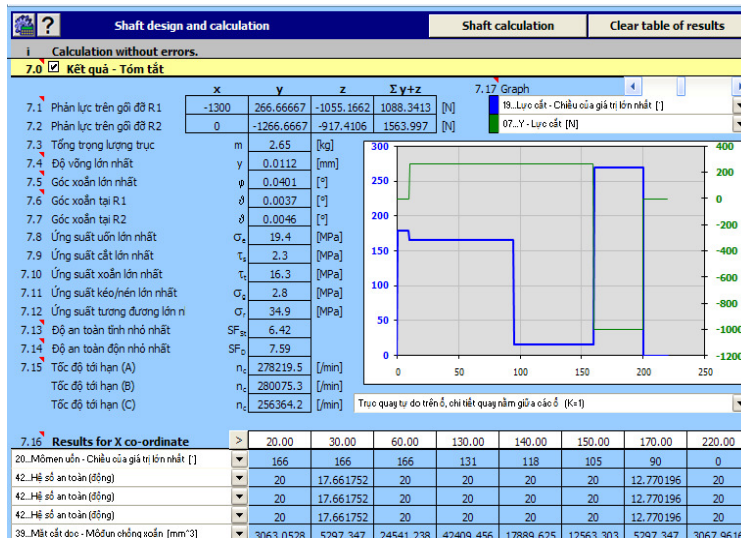 ? Shaft design and calculation Shaft calculation Clear table of results
i Calculation without errors.
7.0 Kết quả - Tóm tắt
x y z Σ y+z 7.17 Graph
7.1 Phản lực trên gối đỡ R1 -1300 266.66667 -1055.1662 1088.3413 [N] 19...Lực cắt - Chiều của giá trị lớn nhất [']
7.2 Phản lực trên gối đỡ R2 0 -1266.6667 -917.4106 1563.997 [N] 07...Y - Lực cắt [N]
7.3 Tổng trọng lượng trục m 2.65 [kg]
7.4 Độ võng lớn nhất y 0.0112 [mm]
7.5 Góc xoắn lớn nhất φ 0.0401 [°]
7.6 Góc xoắn tại R1 ϑ 0.0037 [°]
7.7 Góc xoắn tại R2 ϑ 0.0046 [°]
7.8 Ứng suất uốn lớn nhất σe 19.4 [MPa]
7.9 Ứng suất cắt lớn nhất τs 2.3 [MPa]
7.10 Ứng suất xoắn lớn nhất τt 16.3 [MPa]
7.11 Ứng suất kéo/nén lớn nhất σg 2.8 [MPa]
7.12 Ứng suất tương đương lớn n σr 34.9 [MPa]
7.13 Độ an toàn tĩnh nhỏ nhất SFSt 6.42
7.14 Độ an toàn độn nhỏ nhất SFD 7.59
7.15 Tốc độ tới hạn (A) nc 278219.5 [/min]
Tốc độ tới hạn (B) nc 280075.3 [/min]
Tốc độ tới hạn (C) nc 256364.2 [/min] Trục quay tự do trên ổ, chi tiết quay nằm giữa các ổ (K=1)
300 250 200 150 100 50 0
400 200 0 -200 -400 -600 -800 -1000 -1200
0 50 100 150 200 250
7.16 Results for X co-ordinate > 20.00 30.00 60.00 130.00 140.00 150.00 170.00 220.00
20...Mômen uốn - Chiều của giá trị lớn nhất ['] 166 166 166 131 118 105 90 0
42...Hệ số an toàn (động) 20 17.661752 20 20 20 20 12.770196 20
42...Hệ số an toàn (động) 20 17.661752 20 20 20 20 12.770196 20
42...Hệ số an toàn (động) 20 17.661752 20 20 20 20 12.770196 20
39...Mặt cắt dọc - Môđun chống xoắn [mm^3] 3063.0528 5297.347 24541.238 42409.456 17889.625 12563.303 5297.347 3067.9616